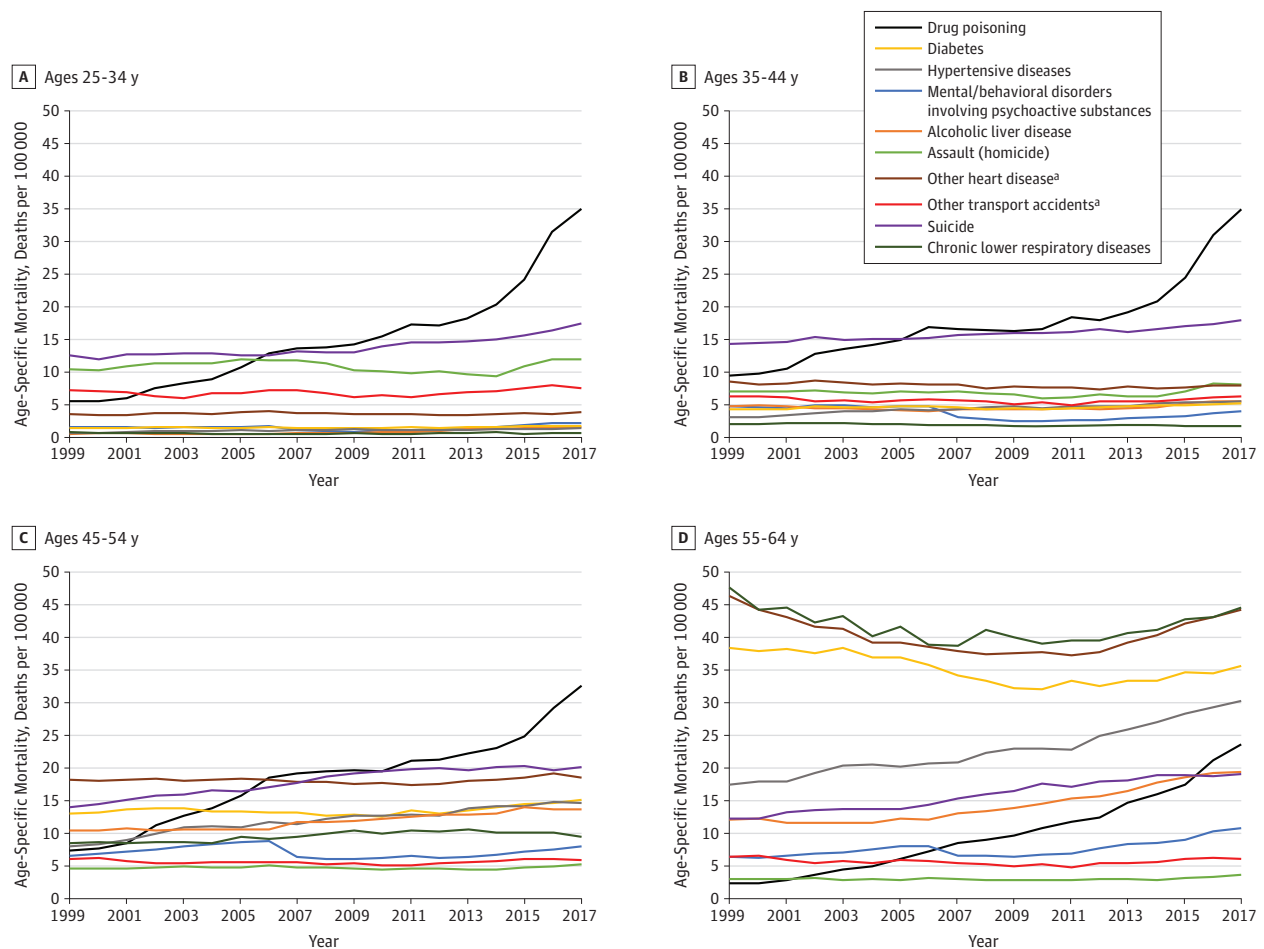 Drug poisoning
Diabetes
Hypertensive diseases
Mental/behavioral disorders
involving psychoactive substances
Alcoholic liver disease
Assault (homicide)
Other heart diseaseª
Other transport accidentsª
Suicide
Chronic lower respiratory diseases
A Ages 25-34 y
50
45
40
35
30
25
20
15
10
5
0
Age-Specific Mortality, Deaths per 100 000
1999 2001 2003 2005 2007 2009 2011 2013 2015 2017
Year
B Ages 35-44 y
50
45
40
35
30
25
20
15
10
5
0
Age-Specific Mortality, Deaths per 100 000
1999 2001 2003 2005 2007 2009 2011 2013 2015 2017
Year
C Ages 45-54 y
50
45
40
35
30
25
20
15
10
5
0
Age-Specific Mortality, Deaths per 100 000
1999 2001 2003 2005 2007 2009 2011 2013 2015 2017
Year
D Ages 55-64 y
50
45
40
35
30
25
20
15
10
5
0
Age-Specific Mortality, Deaths per 100 000
1999 2001 2003 2005 2007 2009 2011 2013 2015 2017
Year